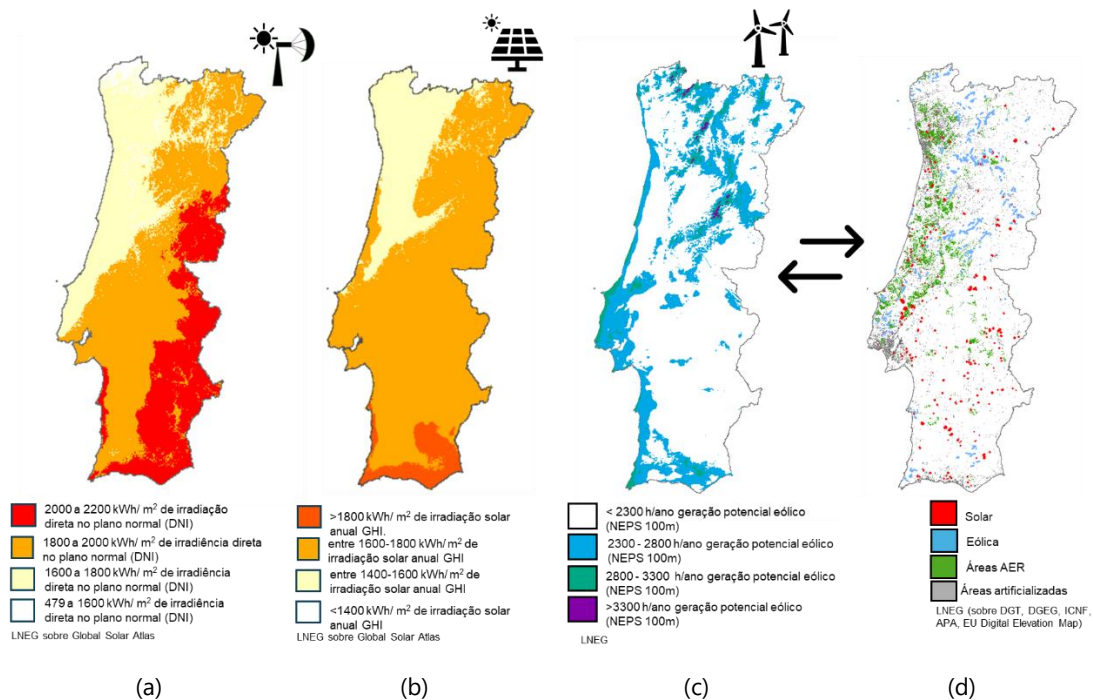 2000 a 2200 kWh/ m² de irradiação
direta no plano normal (DNI)
1800 a 2000 kWh/ m² de irradiência direta
no plano normal (DNI)
1600 a 1800 kWh/ m² de irradiência
direta no plano normal (DNI)
479 a 1600 kWh/ m² de irradiência
direta no plano normal (DNI)
LNEG sobre Global Solar Atlas
>1800 kWh/ m² de irradiação solar
anual GHI.
entre 1600-1800 kWh/ m² de
irradiação solar anual GHI
entre 1400-1600 kWh/ m² de
irradiação solar anual GHI
<1400 kWh/ m² de irradiação solar
anual GHI
LNEG sobre Global Solar Atlas
< 2300 h/ano geração potencial eólico
(NEPS 100m)
2300 - 2800 h/ano geração potencial eólico
(NEPS 100m)
2800 - 3300 h/ano geração potencial eólico
(NEPS 100m)
>3300 h/ano geração potencial eólico
(NEPS 100m)
LNEG
Solar
Eólica
Áreas AER
Áreas artificializadas
LNEG (sobre DGT, DGEG, ICNF,
APA, EU Digital Elevation Map)
(a)
(b)
(c)
(d)